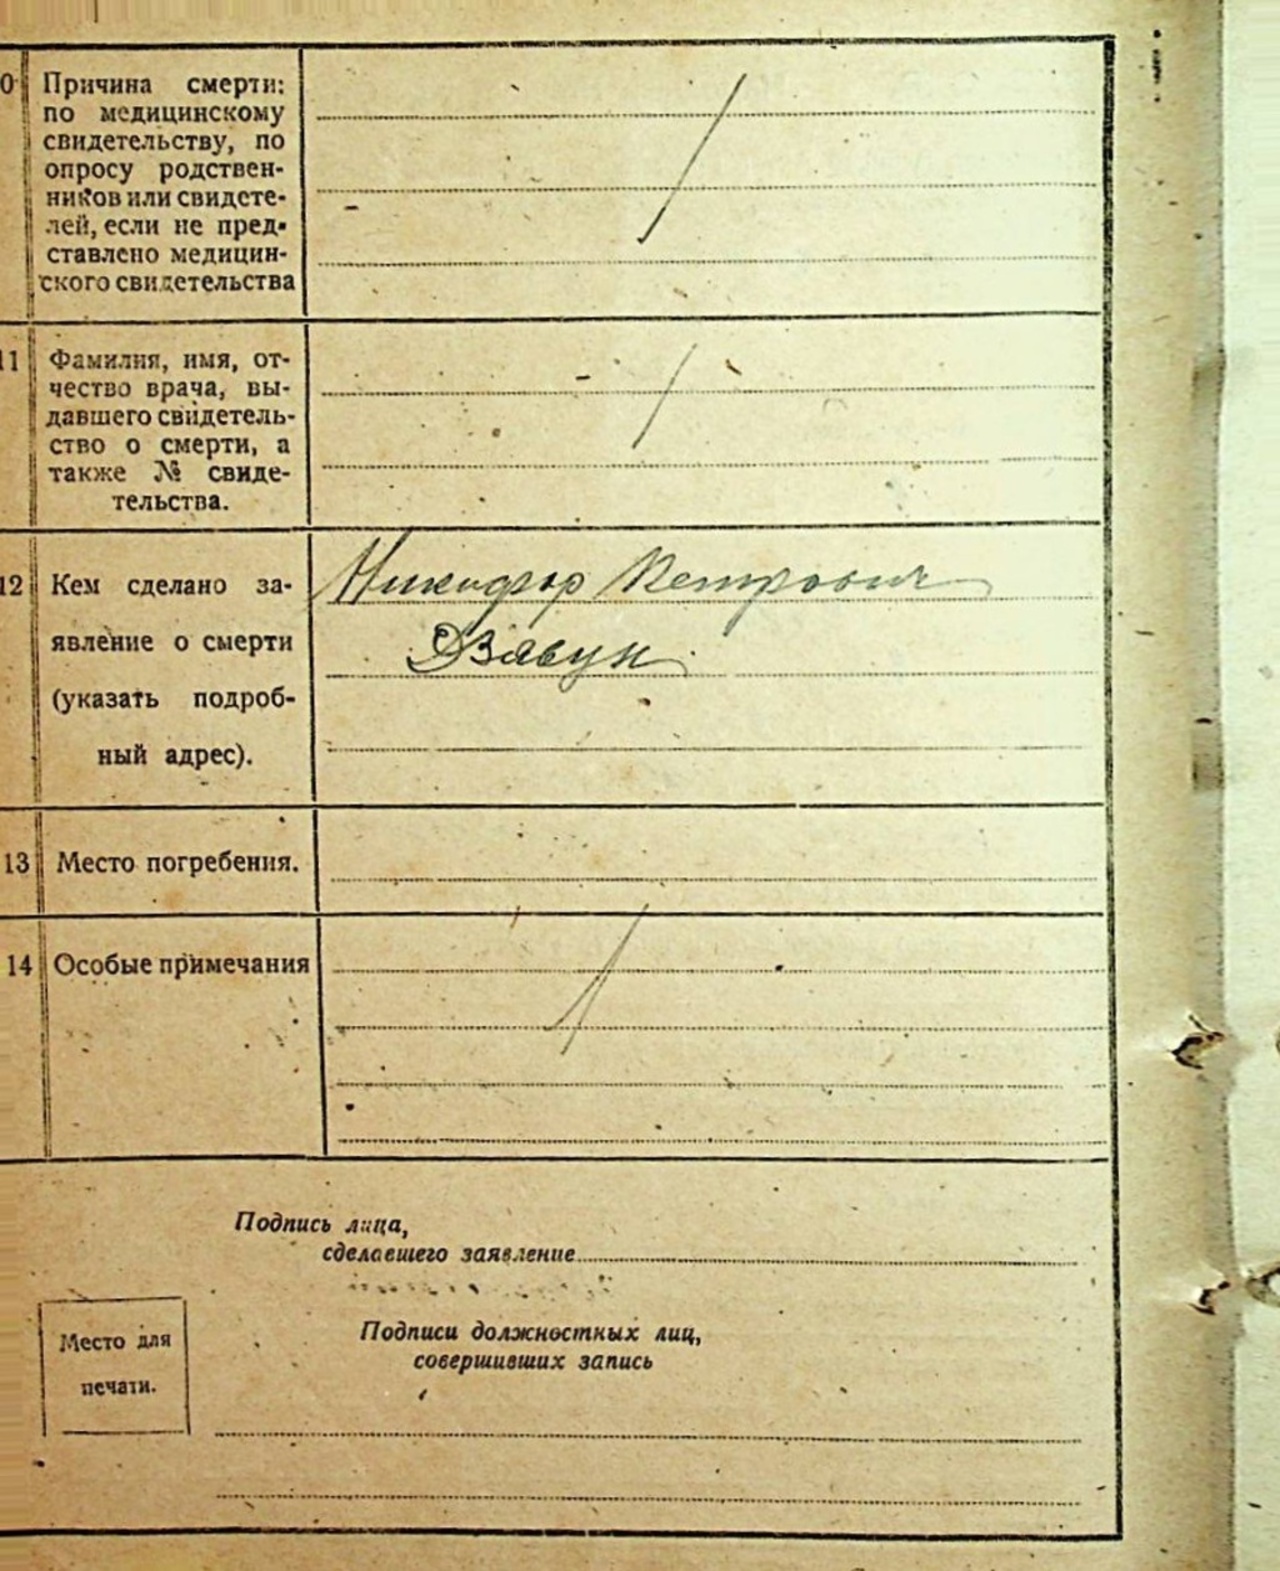 0 Причина смерти:
по медицинскому
свидетельству, по
опросу родствен-
ников или свидете-
лей, если не пред-
ставлено медицин-
ского свидетельства
11 Фамилия, имя, от-
чество врача, вы-
давшего свидетель-
ство о смерти, а
также № свиде-
тельства.
12 Кем сделано за-
явление о смерти
(указать подроб-
ный адрес).
Никифор Петрович
Дзявун
13 Место погребения.
14 Особые примечания
Подпись лица,
сделавшего заявление
Место для
печати.
Подписи должностных лиц,
совершивших запись